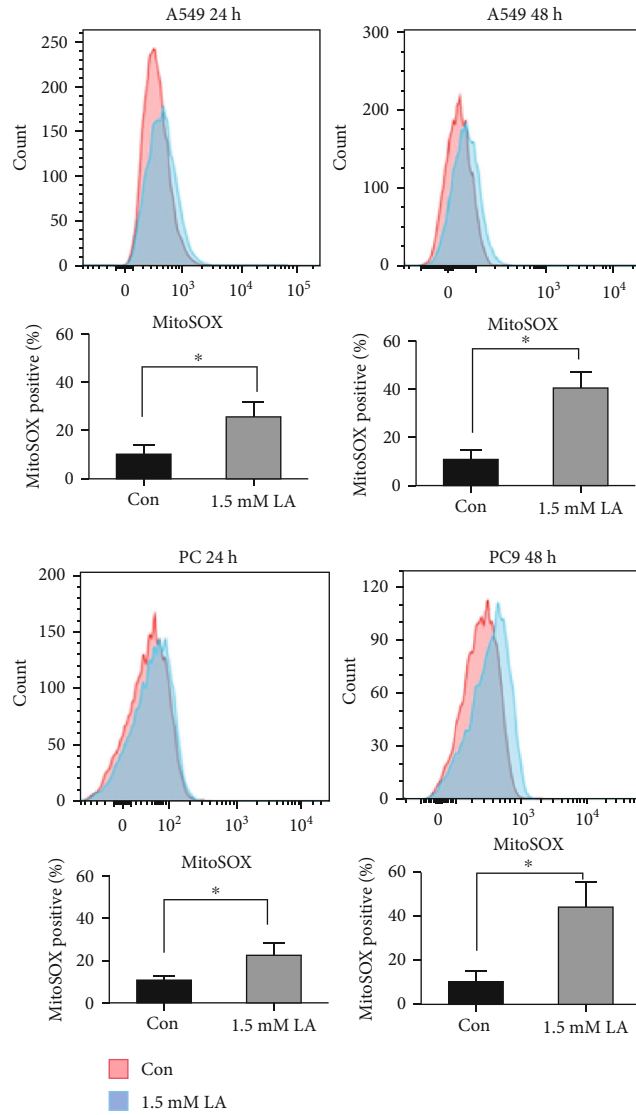 A549 24 h
Count
250
200
150
100
50
0
0 10³ 10⁴ 10⁵
MitoSOX
A549 48 h
Count
300
200
100
0
0 10³ 10⁴
MitoSOX
MitoSOX positive (%)
60
40
20
0
*
Con 1.5 mM LA
MitoSOX positive (%)
60
40
20
0
*
Con 1.5 mM LA
PC 24 h
Count
200
150
100
50
0
0 10² 10³ 10⁴
MitoSOX
PC9 48 h
Count
120
90
60
30
0
0 10³ 10⁴
MitoSOX
MitoSOX positive (%)
60
40
20
0
*
Con 1.5 mM LA
MitoSOX positive (%)
60
40
20
0
*
Con 1.5 mM LA
Con
1.5 mM LA